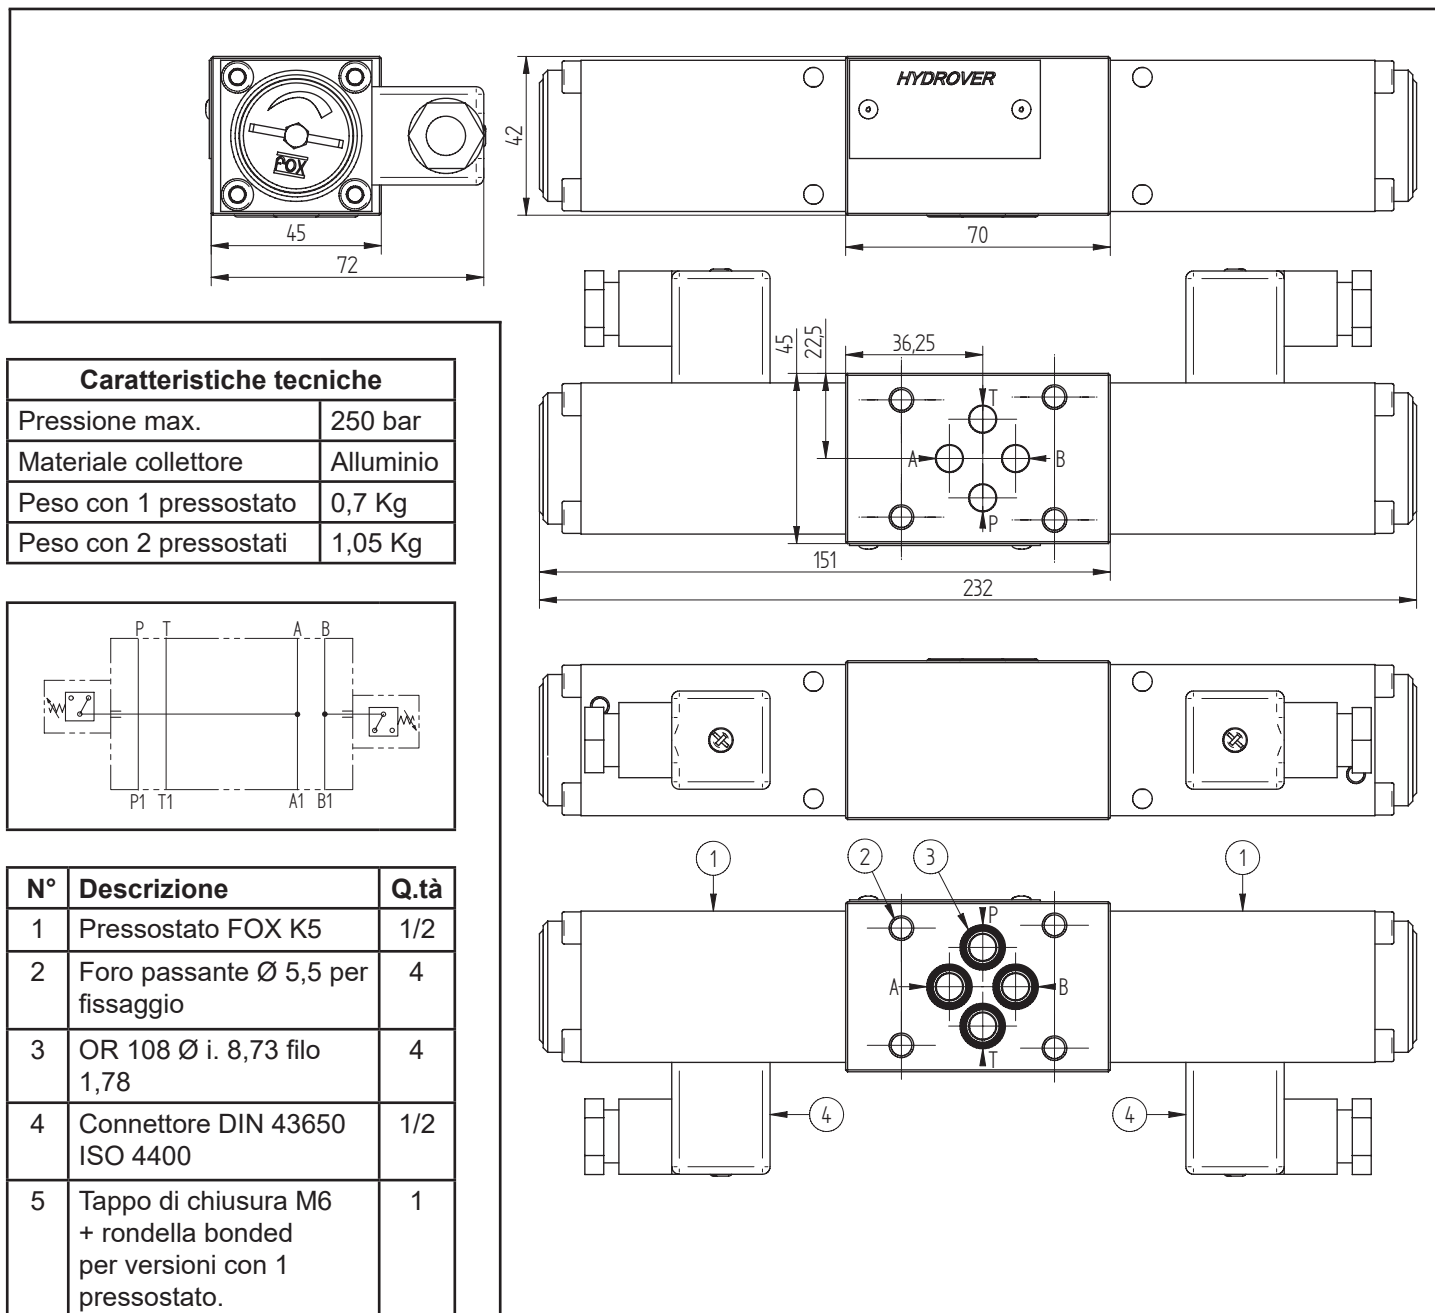 HYDROVER
FOX
42
45
72
70
45
22,5
36,25
T
A
B
P
151
232
Caratteristiche tecniche
Pressione max. 250 bar
Materiale collettore Alluminio
Peso con 1 pressostato 0,7 Kg
Peso con 2 pressostati 1,05 Kg
P T A B
P1 T1 A1 B1
N° Descrizione Q.tà
1 Pressostato FOX K5 1/2
2 Foro passante Ø 5,5 per 4
fissaggio
3 OR 108 Ø i. 8,73 filo 4
1,78
4 Connettore DIN 43650 1/2
ISO 4400
5 Tappo di chiusura M6 1
+ rondella bonded
per versioni con 1
pressostato.
1 2 3 1
P
A
B
T
4 4